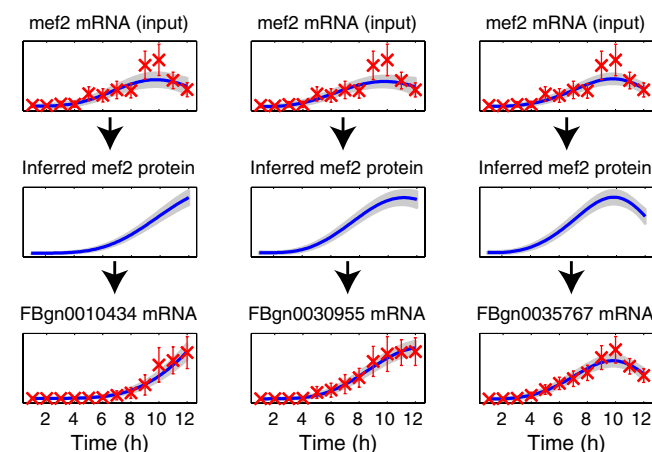 mef2 mRNA (input) mef2 mRNA (input) mef2 mRNA (input)
Inferred mef2 protein Inferred mef2 protein Inferred mef2 protein
FBgn0010434 mRNA FBgn0030955 mRNA FBgn0035767 mRNA
2 4 6 8 10 12 2 4 6 8 10 12 2 4 6 8 10 12
Time (h) Time (h) Time (h)